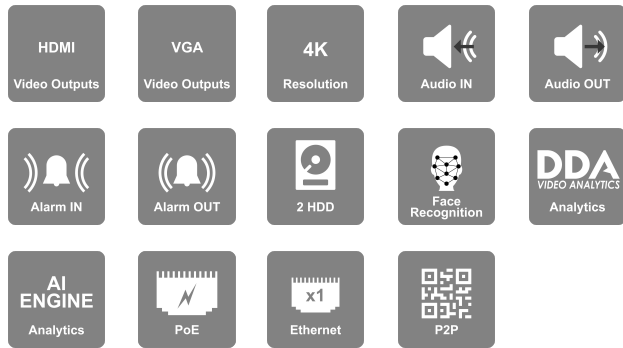 HDMI
Video Outputs
VGA
Video Outputs
4K
Resolution
Audio IN
Audio OUT
Alarm IN
Alarm OUT
2 HDD
Face
Recognition
DDA
VIDEO ANALYTICS
Analytics
AI
ENGINE
Analytics
PoE
x1
Ethernet
P2P